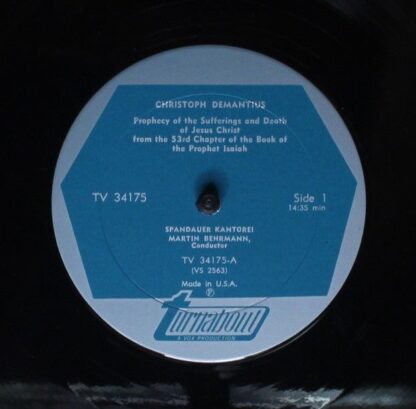 CHRISTOPH DEMANTIUS
Prophecy of the Sufferings and Death
of Jesus Christ
from the 53rd Chapter of the Book of
the Prophet Isaiah
TV 34175
Side 1
14:35 min
SPANDAUER KANTOREI
MARTIN BEHRMANN,
Conductor
TV 34175-A
(VS 2563)
Made in U.S.A.
Ⓟ
Turnabout
A VOX PRODUCTION